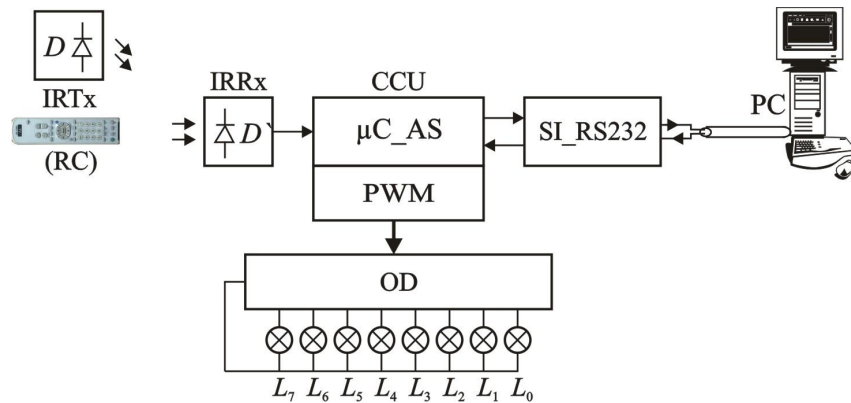 D
IRTx
(RC)
IRRx
D`
CCU
μC_AS
PWM
SI_RS232
PC
OD
L₇ L₆ L₅ L₄ L₃ L₂ L₁ L₀